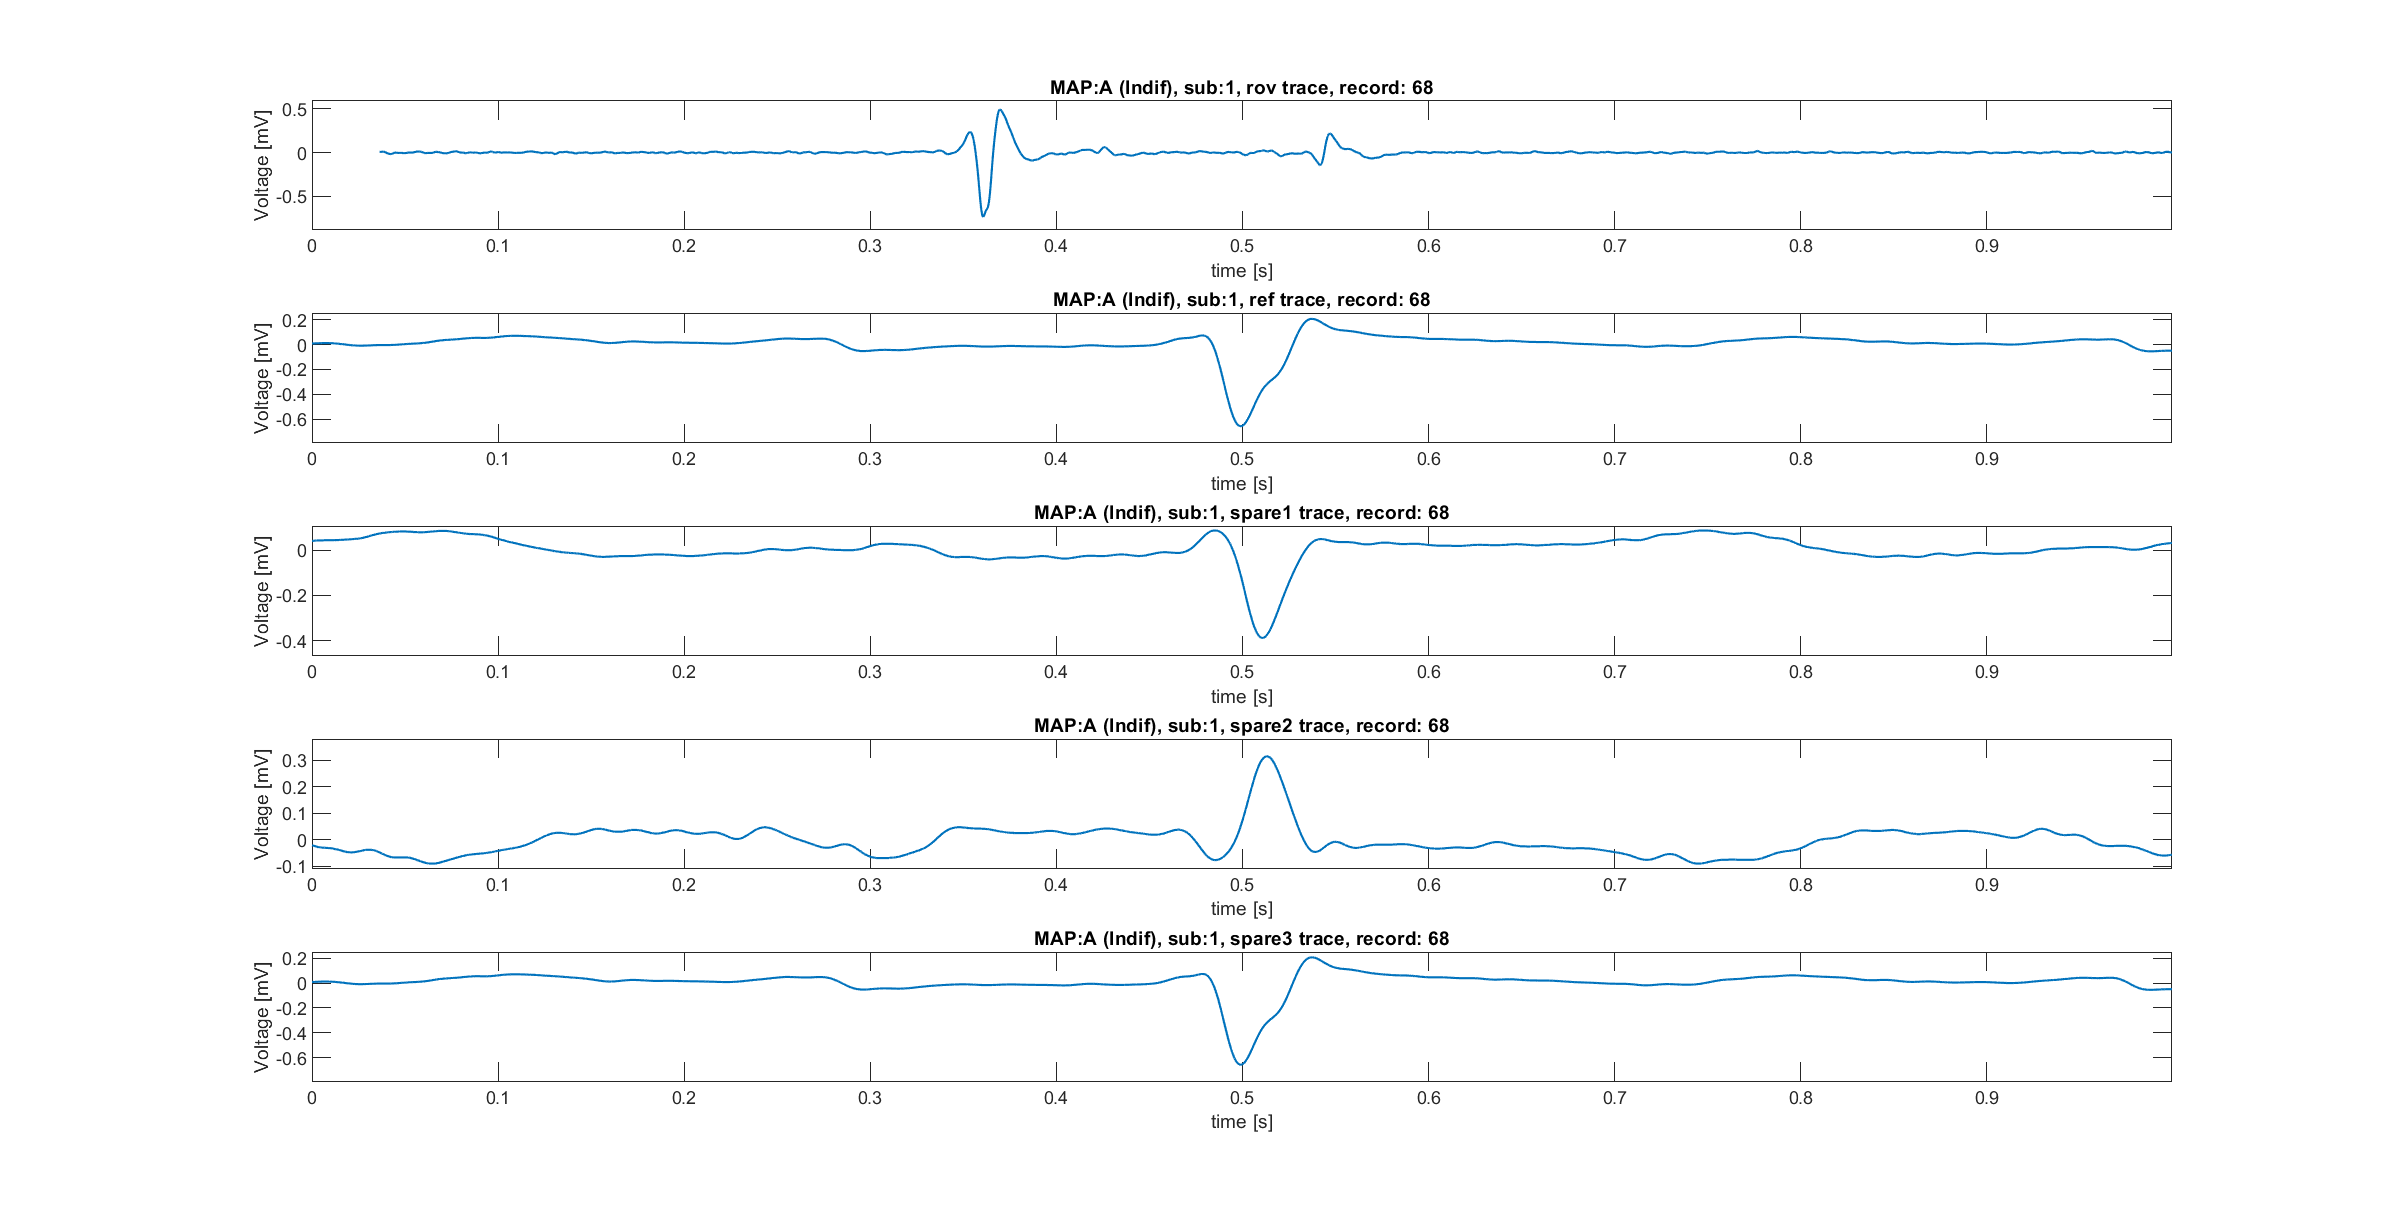 MAP:A (Indif), sub:1, rov trace, record: 68
Voltage [mV]
0.5
0
-0.5
0 0.1 0.2 0.3 0.4 0.5 0.6 0.7 0.8 0.9
time [s]
MAP:A (Indif), sub:1, ref trace, record: 68
Voltage [mV]
0.2
0
-0.2
-0.4
-0.6
0 0.1 0.2 0.3 0.4 0.5 0.6 0.7 0.8 0.9
time [s]
MAP:A (Indif), sub:1, spare1 trace, record: 68
Voltage [mV]
0
-0.2
-0.4
0 0.1 0.2 0.3 0.4 0.5 0.6 0.7 0.8 0.9
time [s]
MAP:A (Indif), sub:1, spare2 trace, record: 68
Voltage [mV]
0.3
0.2
0.1
0
-0.1
0 0.1 0.2 0.3 0.4 0.5 0.6 0.7 0.8 0.9
time [s]
MAP:A (Indif), sub:1, spare3 trace, record: 68
Voltage [mV]
0.2
0
-0.2
-0.4
-0.6
0 0.1 0.2 0.3 0.4 0.5 0.6 0.7 0.8 0.9
time [s]